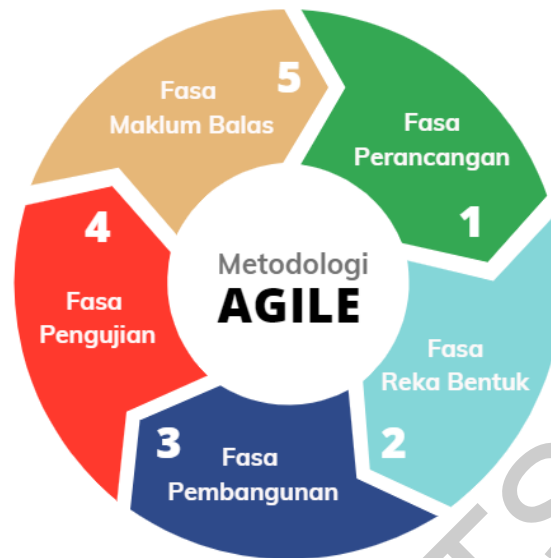 Metodologi
AGILE
Fasa
Perancangan
1
Fasa
Reka Bentuk
2
3
Fasa
Pembangunan
4
Fasa
Pengujian
5
Fasa
Maklum Balas